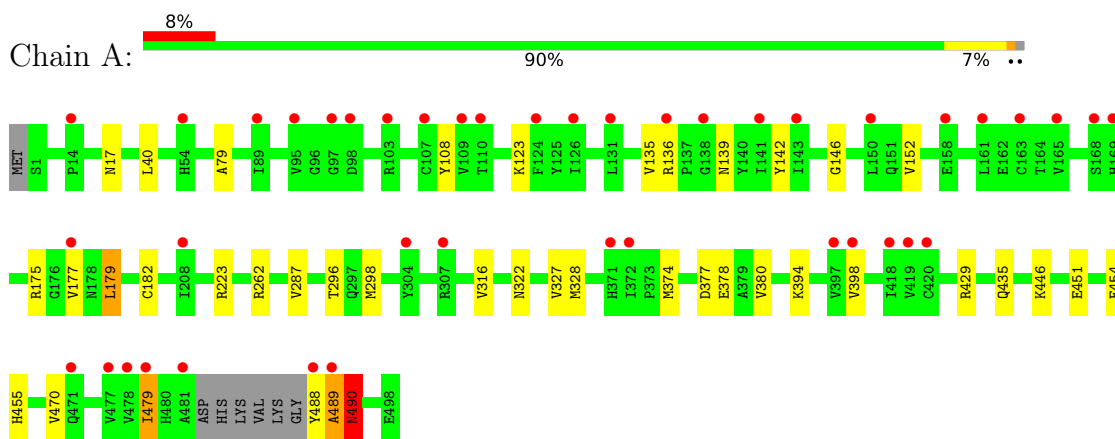 8%
Chain A:
90% 7% ••
MET S1 P14 N17 L40 H54 A79 I89 V95 G96 G97 D98 R103 C107 Y108 V109 T110 K123 F124 Y125 I126 L131 V135 R136 P137 G138 N139 Y140 I141 Y142 I143 G146 L150 Q151 V152 E158 L161 E162 C163 T164 V165 S168 H169
R175 G176 V177 N178 L179 C182 I208 R223 R262 V287 T296 Q297 M298 Y304 R307 V316 N322 V327 M328 H371 I372 P373 M374 D377 E378 A379 V380 K394 V397 V398 I418 V419 C420 R429 Q435 K446 E451
H455 V470 Q471 V477 V478 I479 H480 A481 ASP HIS LYS VAL LYS GLY Y488 A489 N490 E498